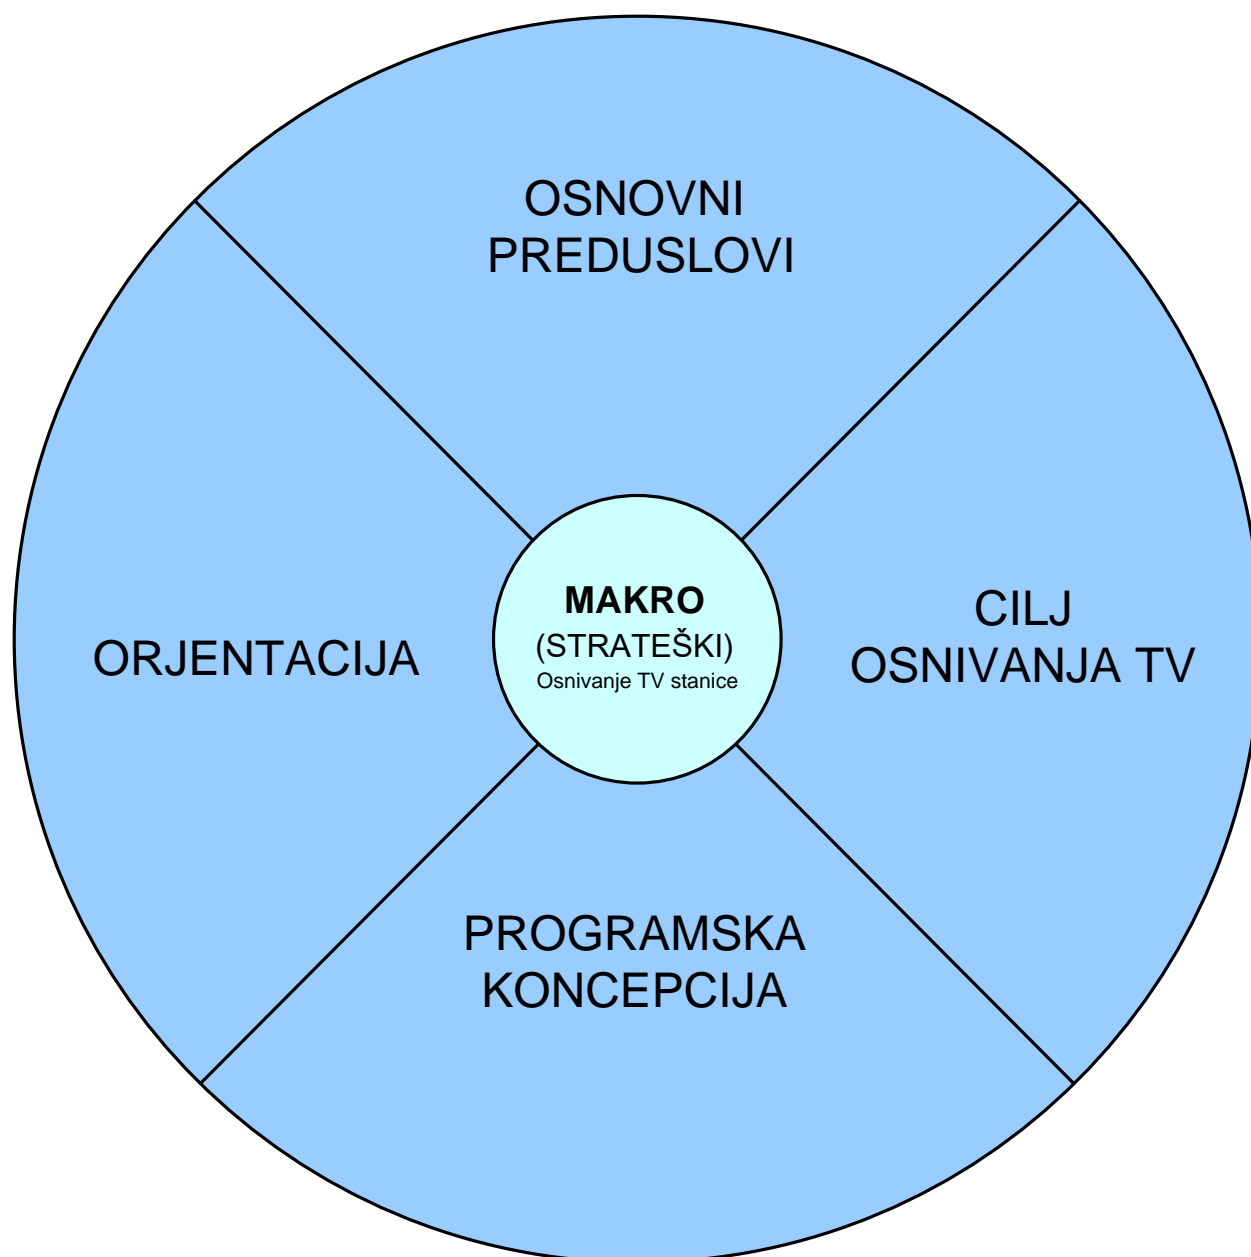 OSNOVNI
PREDUSLOVI
ORJENTACIJA
MAKRO
(STRATEŠKI)
Osnivanje TV stanice
CILJ
OSNIVANJA TV
PROGRAMSKA
KONCEPCIJA